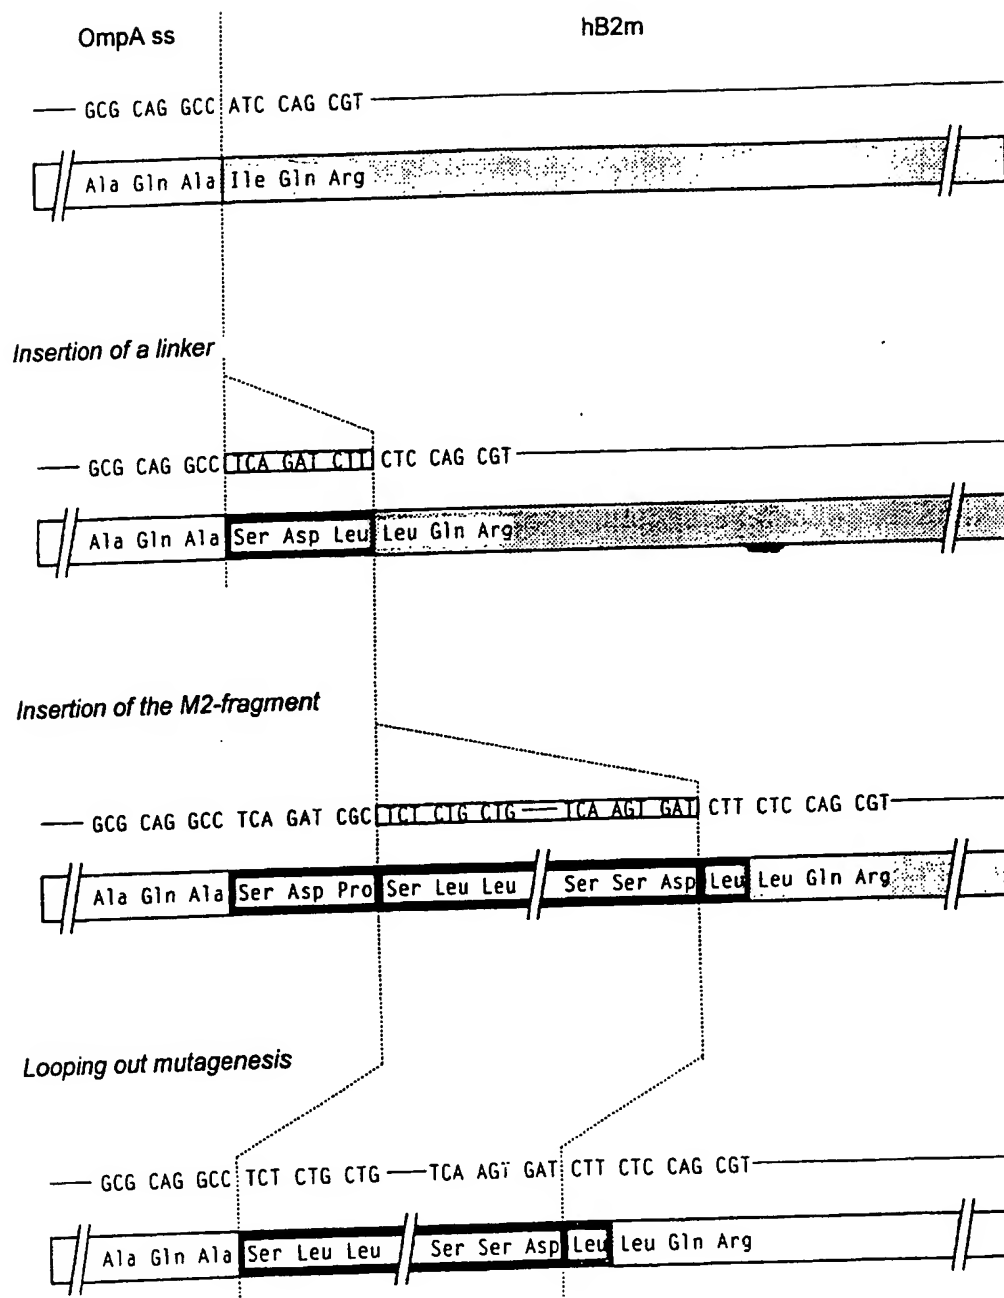 OmpA ss hB2m
GCG CAG GCC ATC CAG CGT
Ala Gln Ala Ile Gln Arg
Insertion of a linker
GCG CAG GCC TCA GAT CTT CTC CAG CGT
Ala Gln Ala Ser Asp Leu Leu Gln Arg
Insertion of the M2-fragment
GCG CAG GCC TCA GAT CGC TCT CTG CTG TCA AGT GAT CTT CTC CAG CGT
Ala Gln Ala Ser Asp Pro Ser Leu Leu Ser Ser Asp Leu Leu Gln Arg
Looping out mutagenesis
GCG CAG GCC TCT CTG CTG TCA AGT GAT CTT CTC CAG CGT
Ala Gln Ala Ser Leu Leu Ser Ser Asp Leu Leu Gln Arg